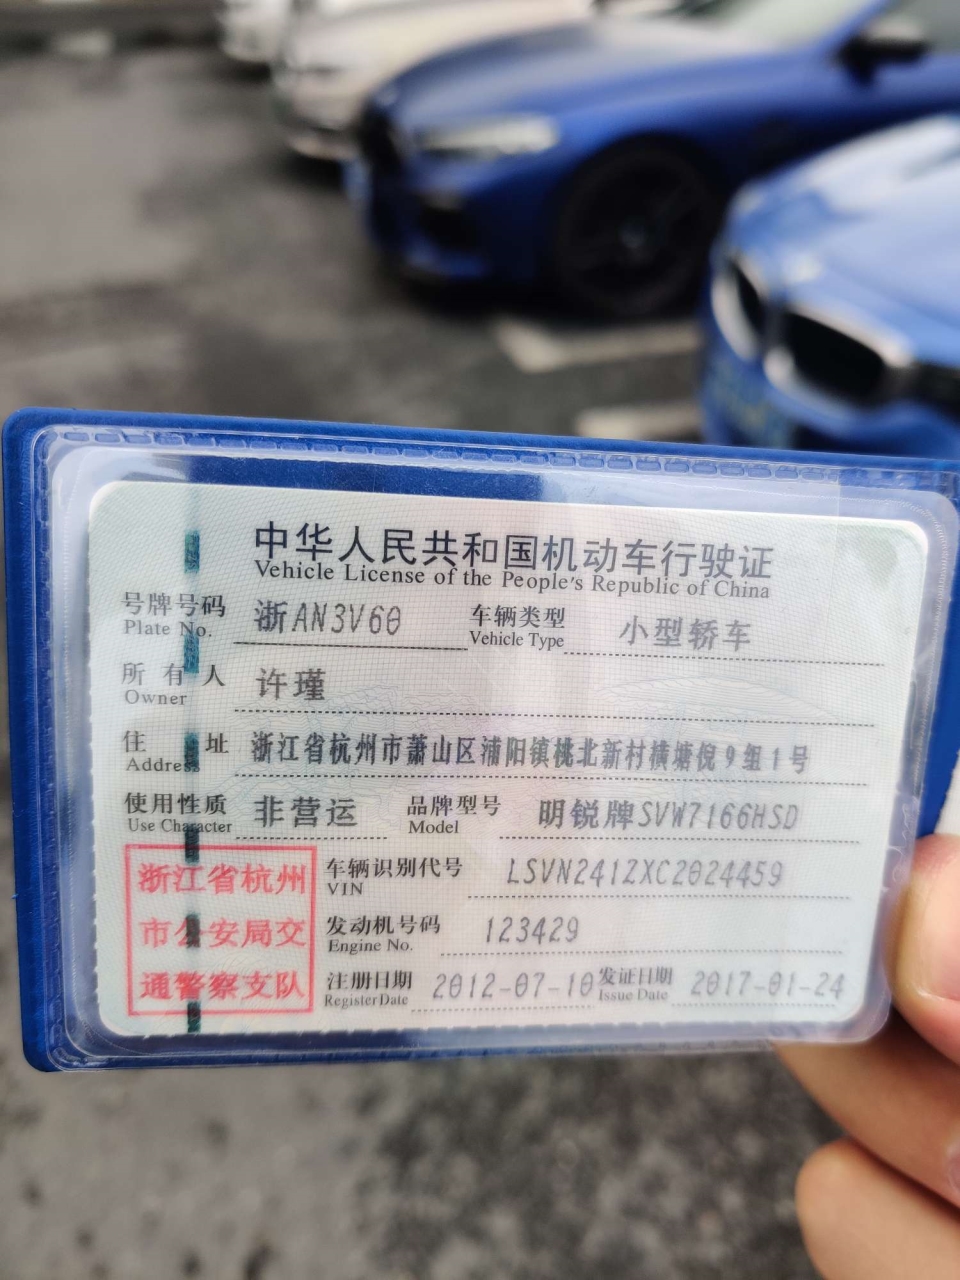 中华人民共和国机动车行驶证
Vehicle License of the People's Republic of China
号牌号码 浙AN3V60 车辆类型 小型轿车
Plate No. Vehicle Type
所有人 许瑾
Owner
住址 浙江省杭州市萧山区浦阳镇桃北新村横塘倪9组1号
Address
使用性质 非营运 品牌型号 明锐牌SVW7166HSD
Use Character Model
浙江省杭州市公安局交通警察支队
车辆识别代号 LSVN241ZXC2024459
VIN
发动机号码 123429
Engine No.
注册日期 2012-07-10 发证日期 2017-01-24
Register Date Issue Date